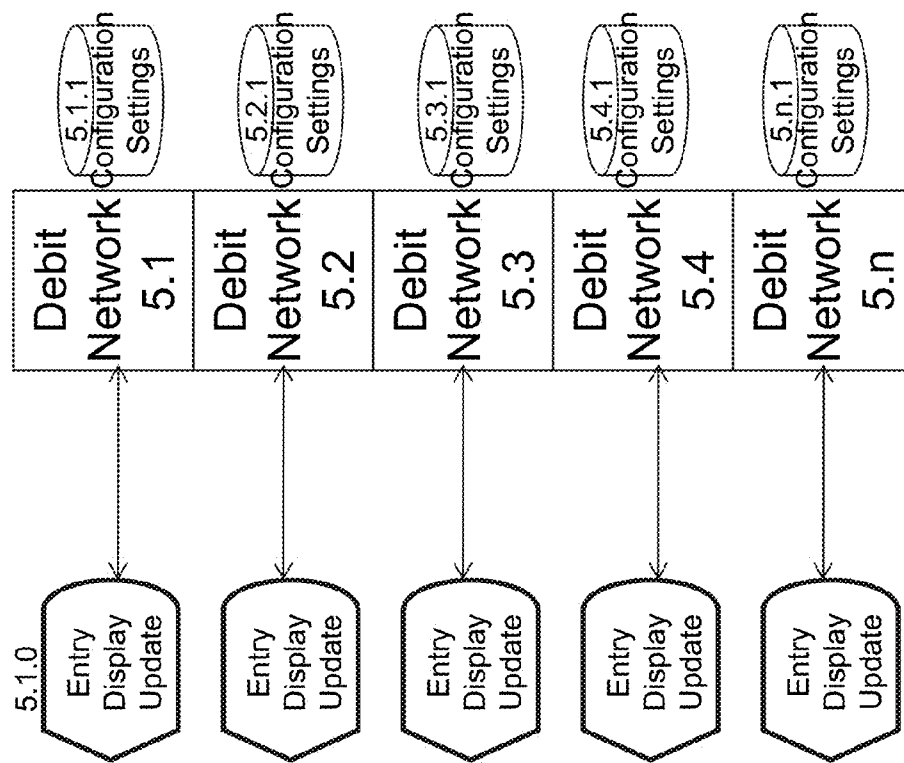 5.1.0
Entry
Display
Update
Debit
Network
5.1
5.1.1
Configuration
Settings
Entry
Display
Update
Debit
Network
5.2
5.2.1
Configuration
Settings
Entry
Display
Update
Debit
Network
5.3
5.3.1
Configuration
Settings
Entry
Display
Update
Debit
Network
5.4
5.4.1
Configuration
Settings
Entry
Display
Update
Debit
Network
5.n
5.n.1
Configuration
Settings